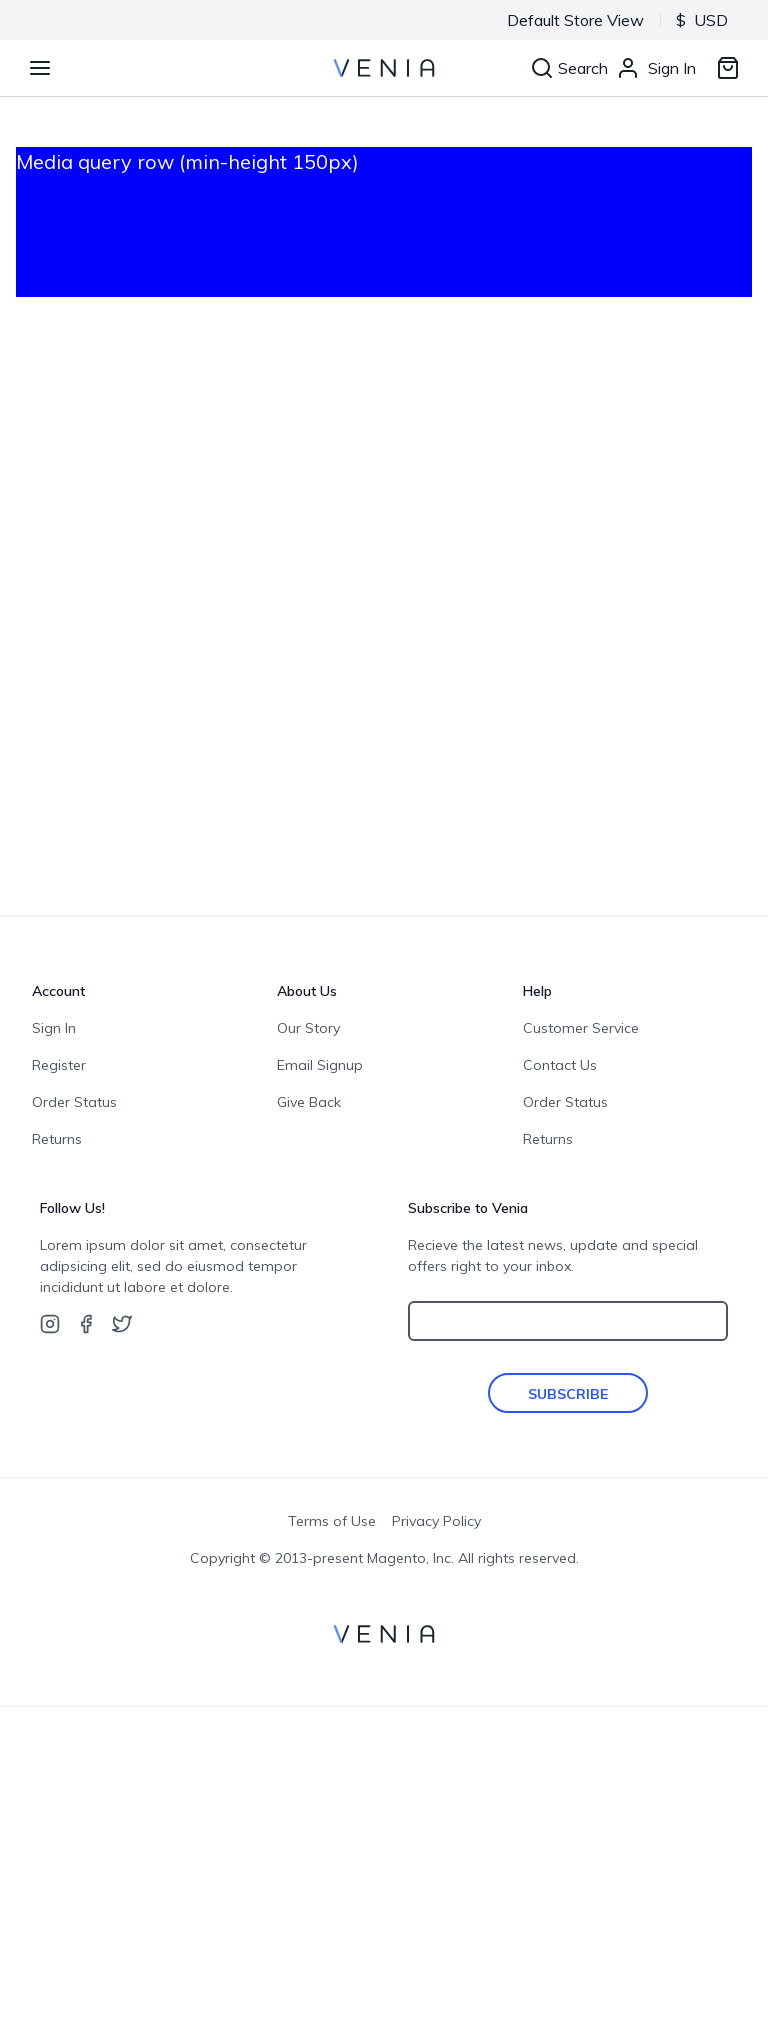 Default Store View
$ USD
VENIA
Search
Sign In
Media query row (min-height 150px)
Account
Sign In
Register
Order Status
Returns
About Us
Our Story
Email Signup
Give Back
Help
Customer Service
Contact Us
Order Status
Returns
Follow Us!
Lorem ipsum dolor sit amet, consectetur
adipsicing elit, sed do eiusmod tempor
incididunt ut labore et dolore.
Subscribe to Venia
Recieve the latest news, update and special
offers right to your inbox.
SUBSCRIBE
Terms of Use Privacy Policy
Copyright © 2013-present Magento, Inc. All rights reserved.
VENIA